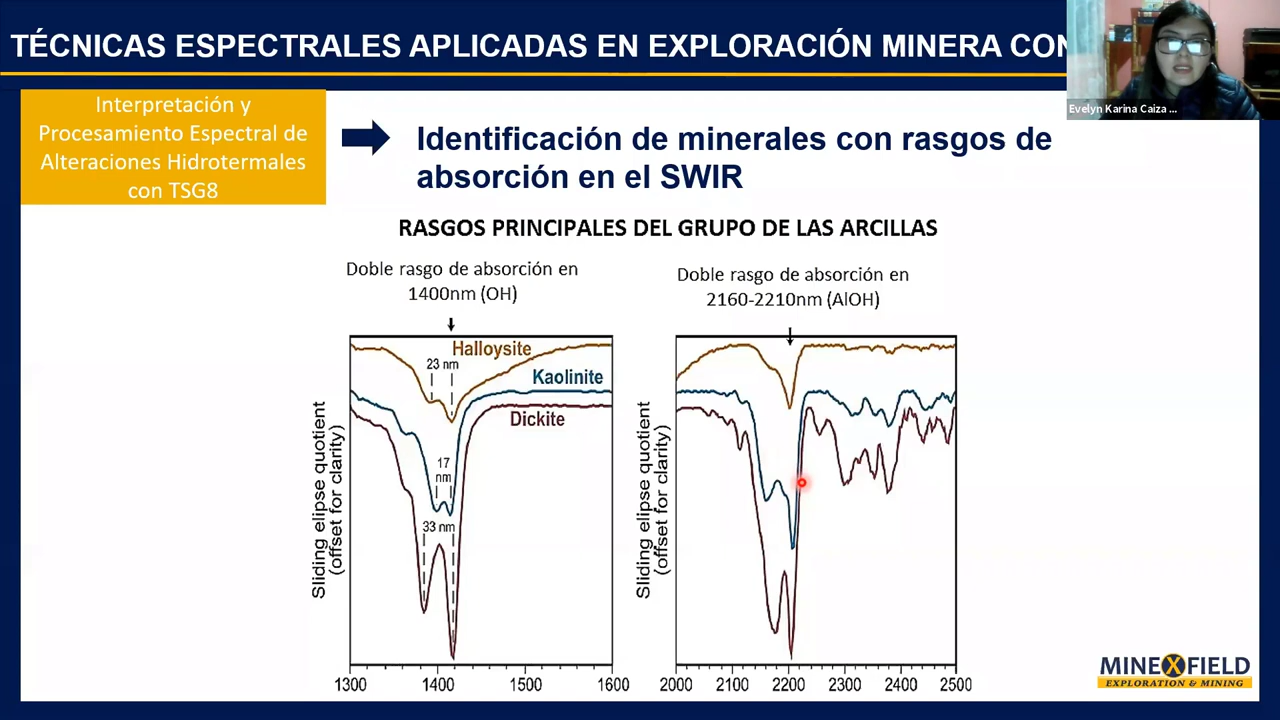 TÉCNICAS ESPECTRALES APLICADAS EN EXPLORACIÓN MINERA CON
Evelyn Karina Caiza ...
Interpretación y
Procesamiento Espectral de
Alteraciones Hidrotermales
con TSG8
Identificación de minerales con rasgos de
absorción en el SWIR
RASGOS PRINCIPALES DEL GRUPO DE LAS ARCILLAS
Doble rasgo de absorción en
1400nm (OH)
Doble rasgo de absorción en
2160-2210nm (AlOH)
Sliding elipse quotient
(offset for clarity)
Halloysite
23 nm
Kaolinite
Dickite
17
nm
33 nm
1300 1400 1500 1600
Sliding elipse quotient
(offset for clarity)
2000 2100 2200 2300 2400 2500
MINEXFIELD
EXPLORATION & MINING